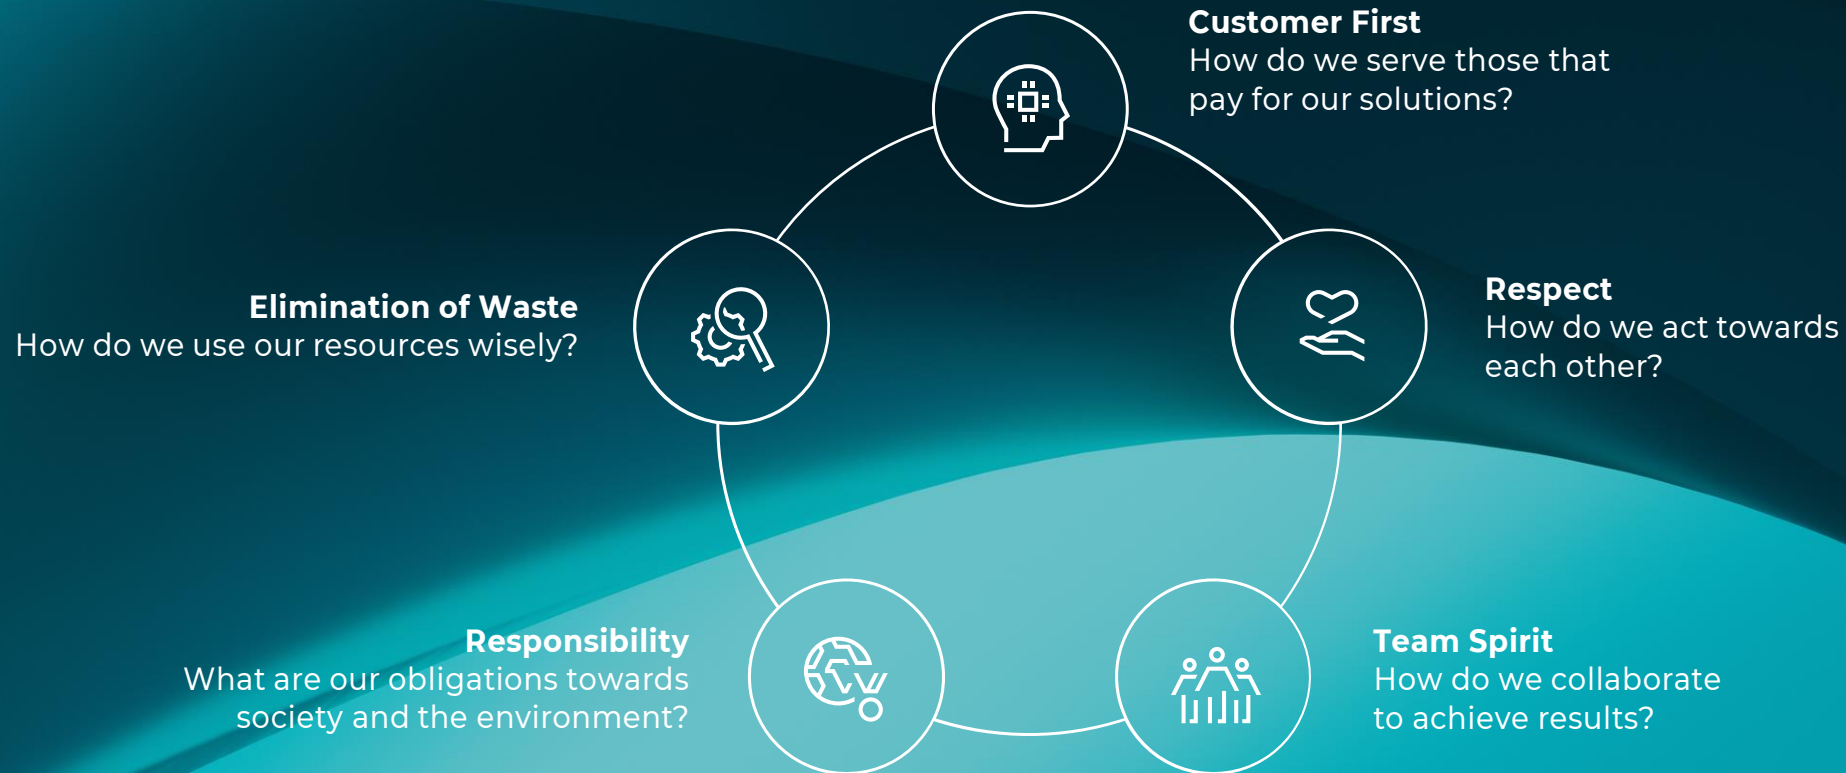 Customer First
How do we serve those that
pay for our solutions?
Respect
How do we act towards
each other?
Team Spirit
How do we collaborate
to achieve results?
Responsibility
What are our obligations towards
society and the environment?
Elimination of Waste
How do we use our resources wisely?